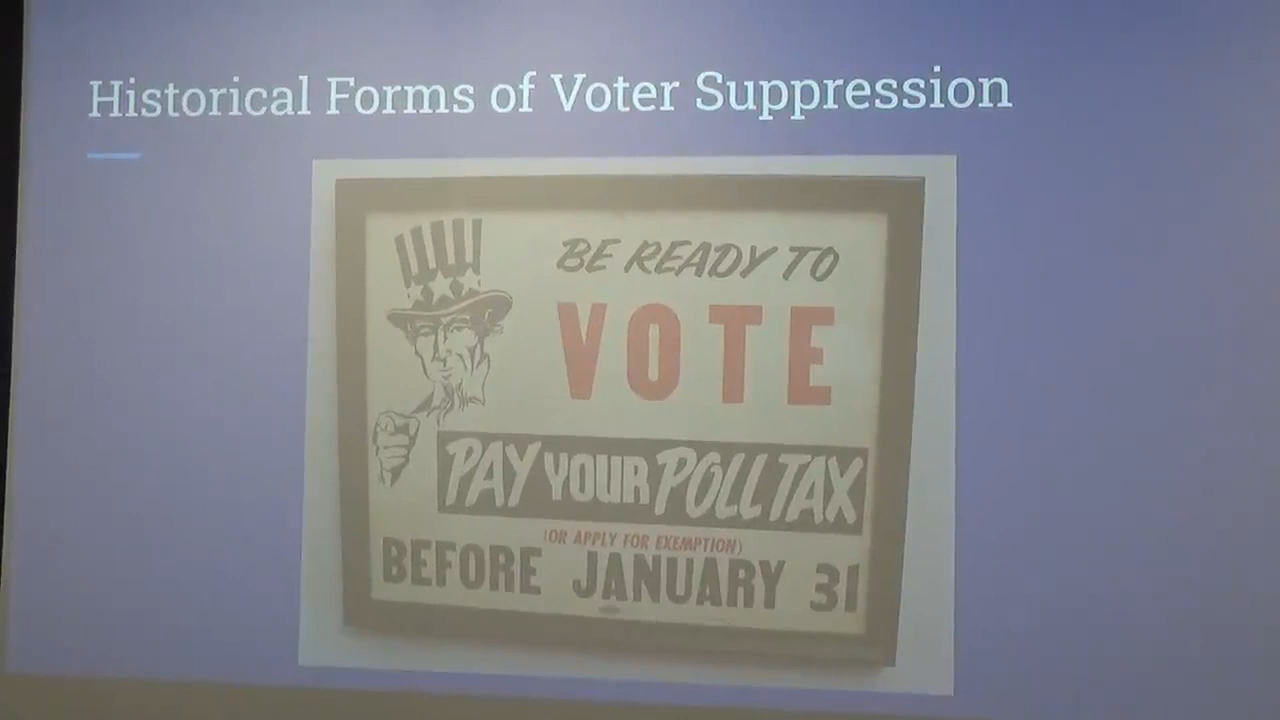 Historical Forms of Voter Suppression
BE READY TO
VOTE
PAY YOUR POLL TAX
(OR APPLY FOR EXEMPTION)
BEFORE JANUARY 31